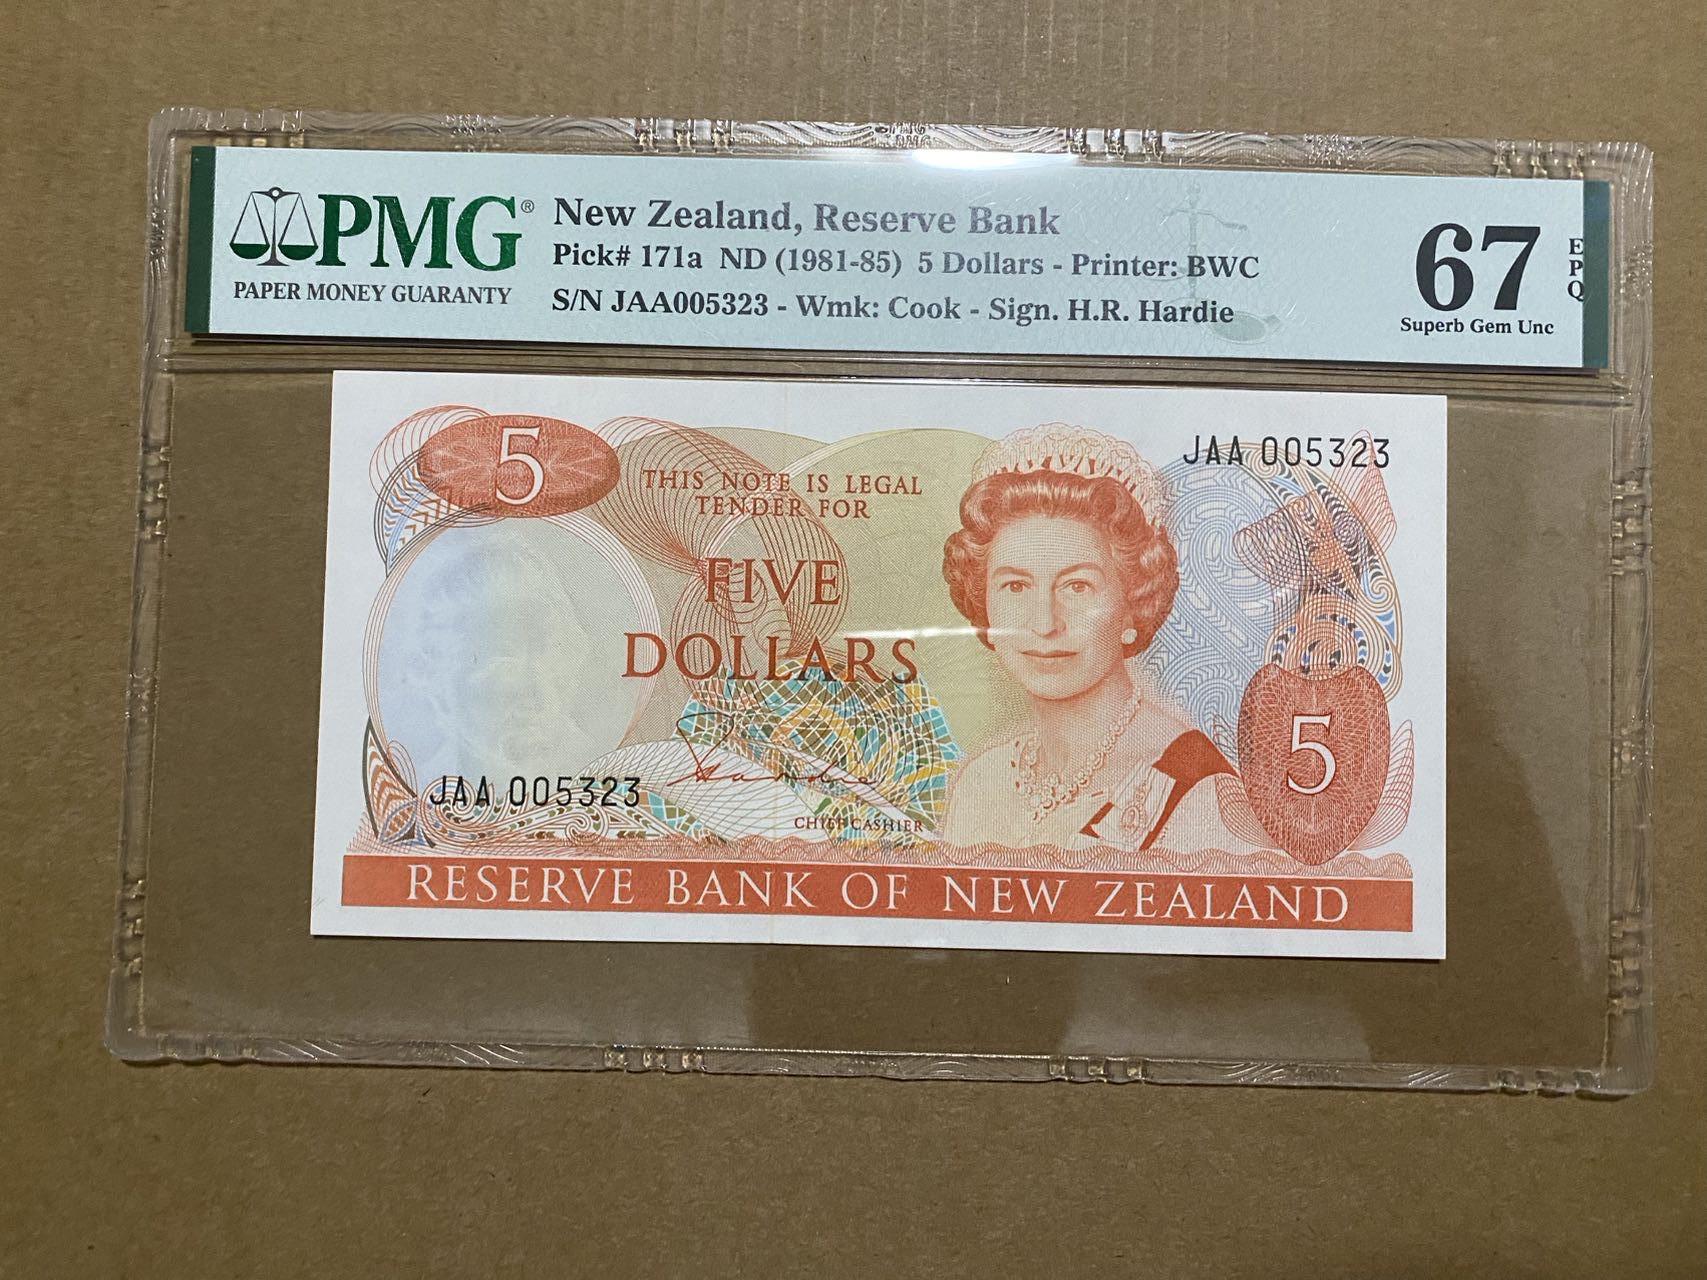 PMG®
PAPER MONEY GUARANTY
New Zealand, Reserve Bank
Pick# 171a ND (1981-85) 5 Dollars - Printer: BWC
S/N JAA005323 - Wmk: Cook - Sign. H.R. Hardie
67
EPQ
Superb Gem Unc
5
JAA 005323
THIS NOTE IS LEGAL
TENDER FOR
FIVE
DOLLARS
5
JAA 005323
CHIEF CASHIER
RESERVE BANK OF NEW ZEALAND